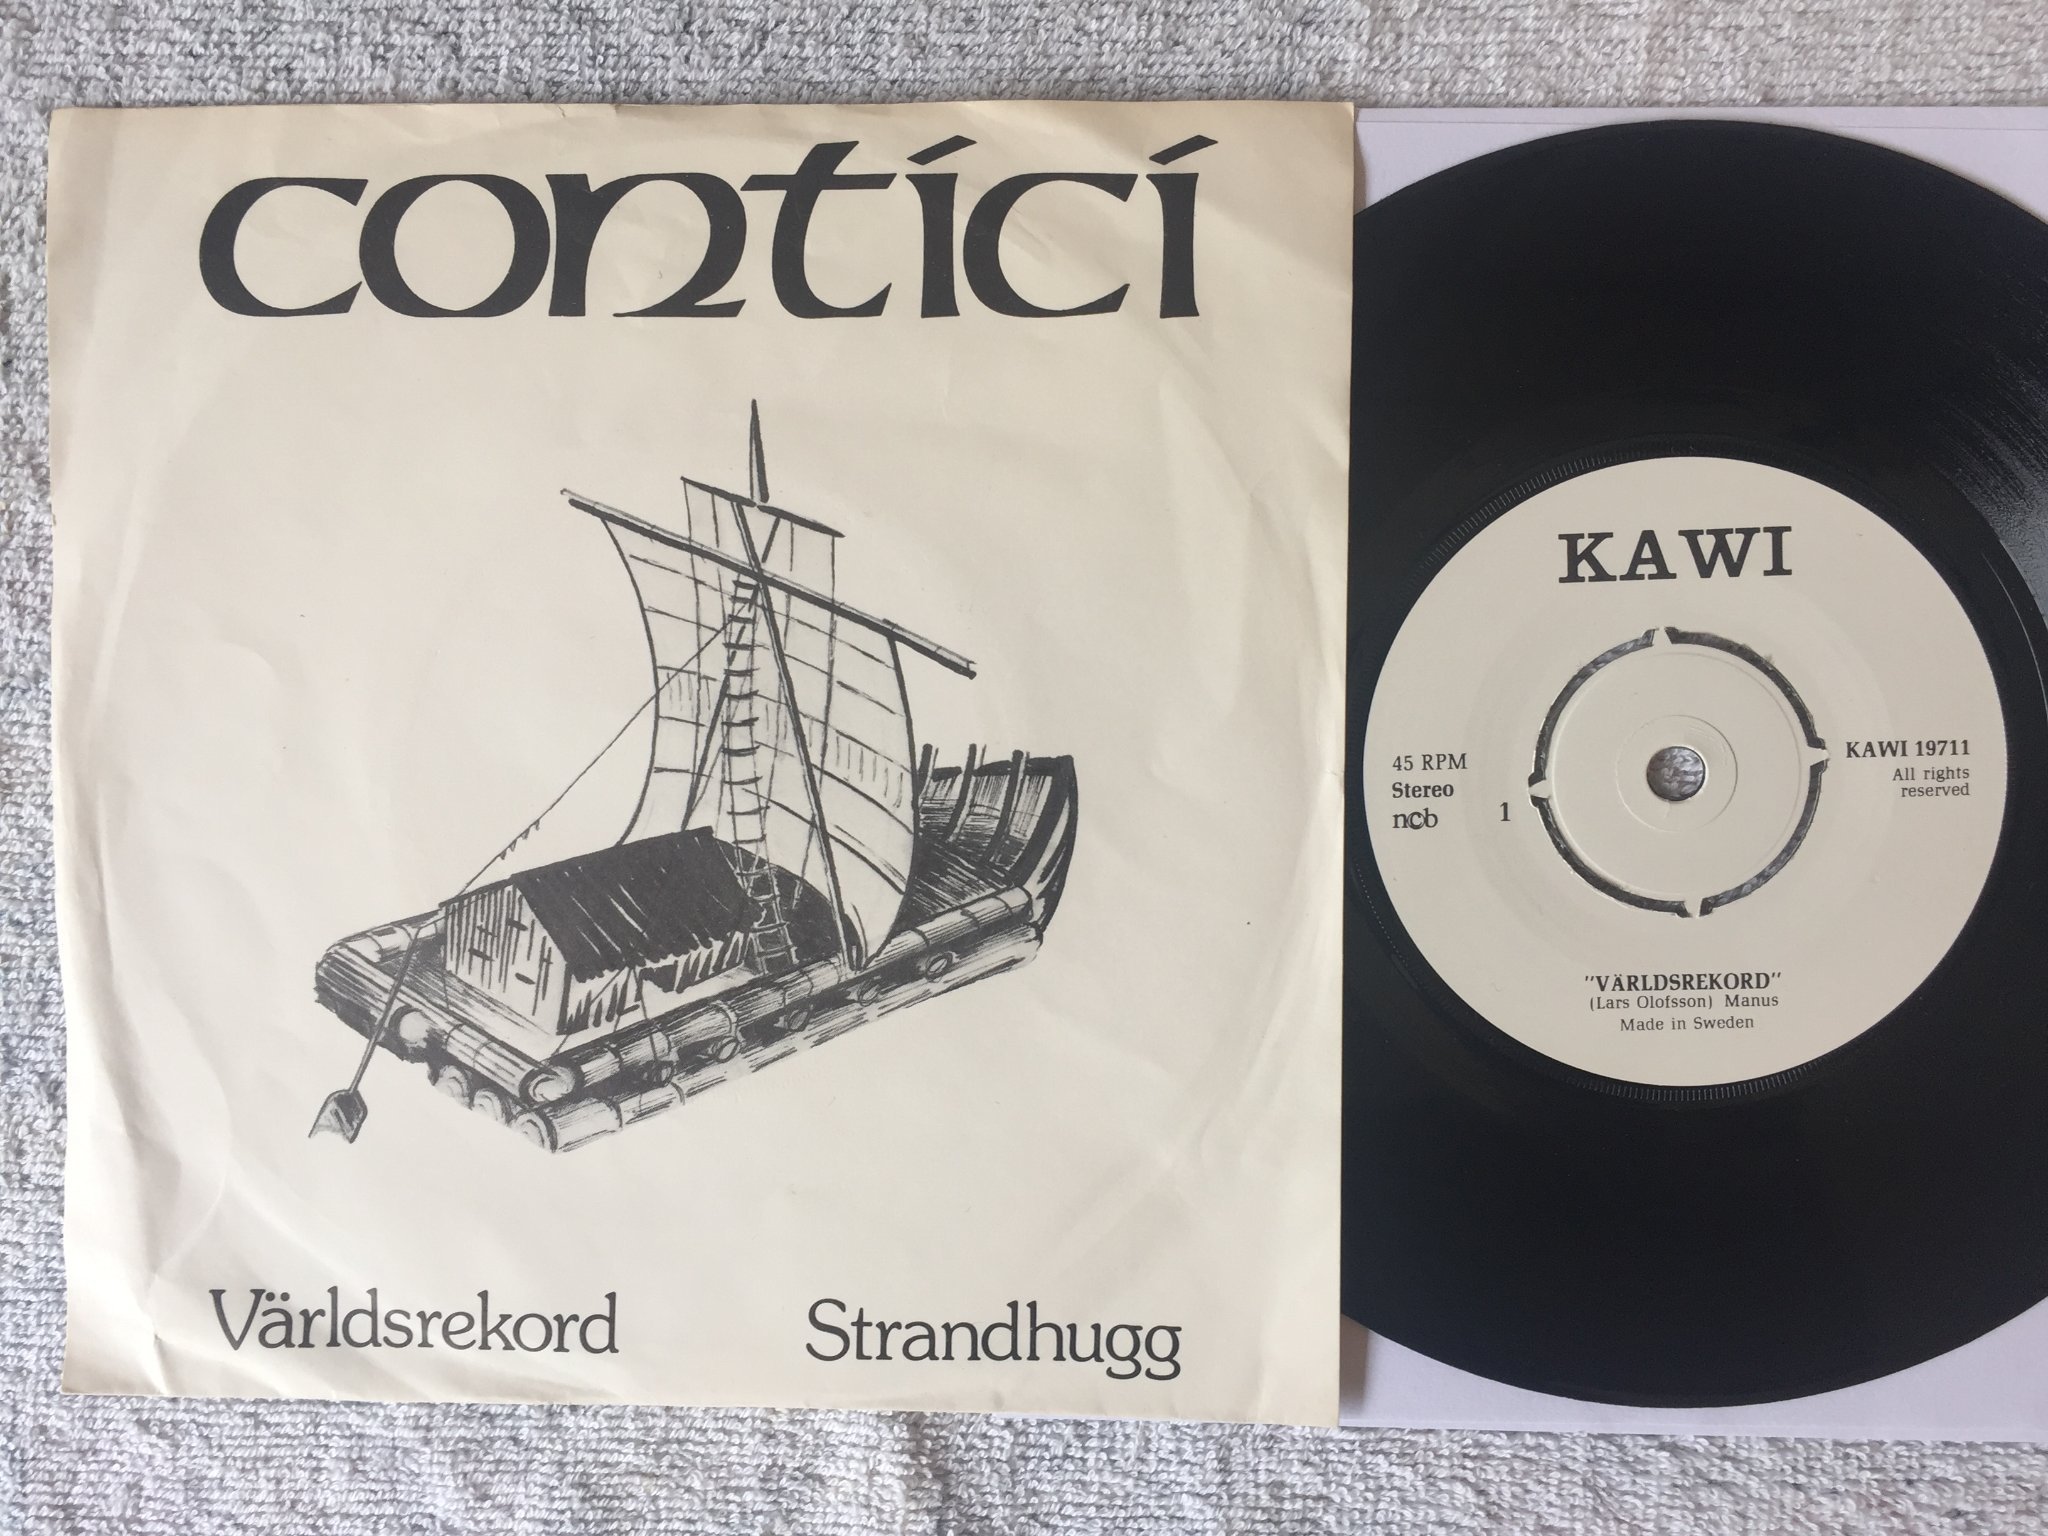 contici
Världsrekord
Strandhugg
KAWI
45 RPM
Stereo
ncb
1
KAWI 19711
All rights
reserved
"VÄRLDSREKORD"
(Lars Olofsson) Manus
Made in Sweden